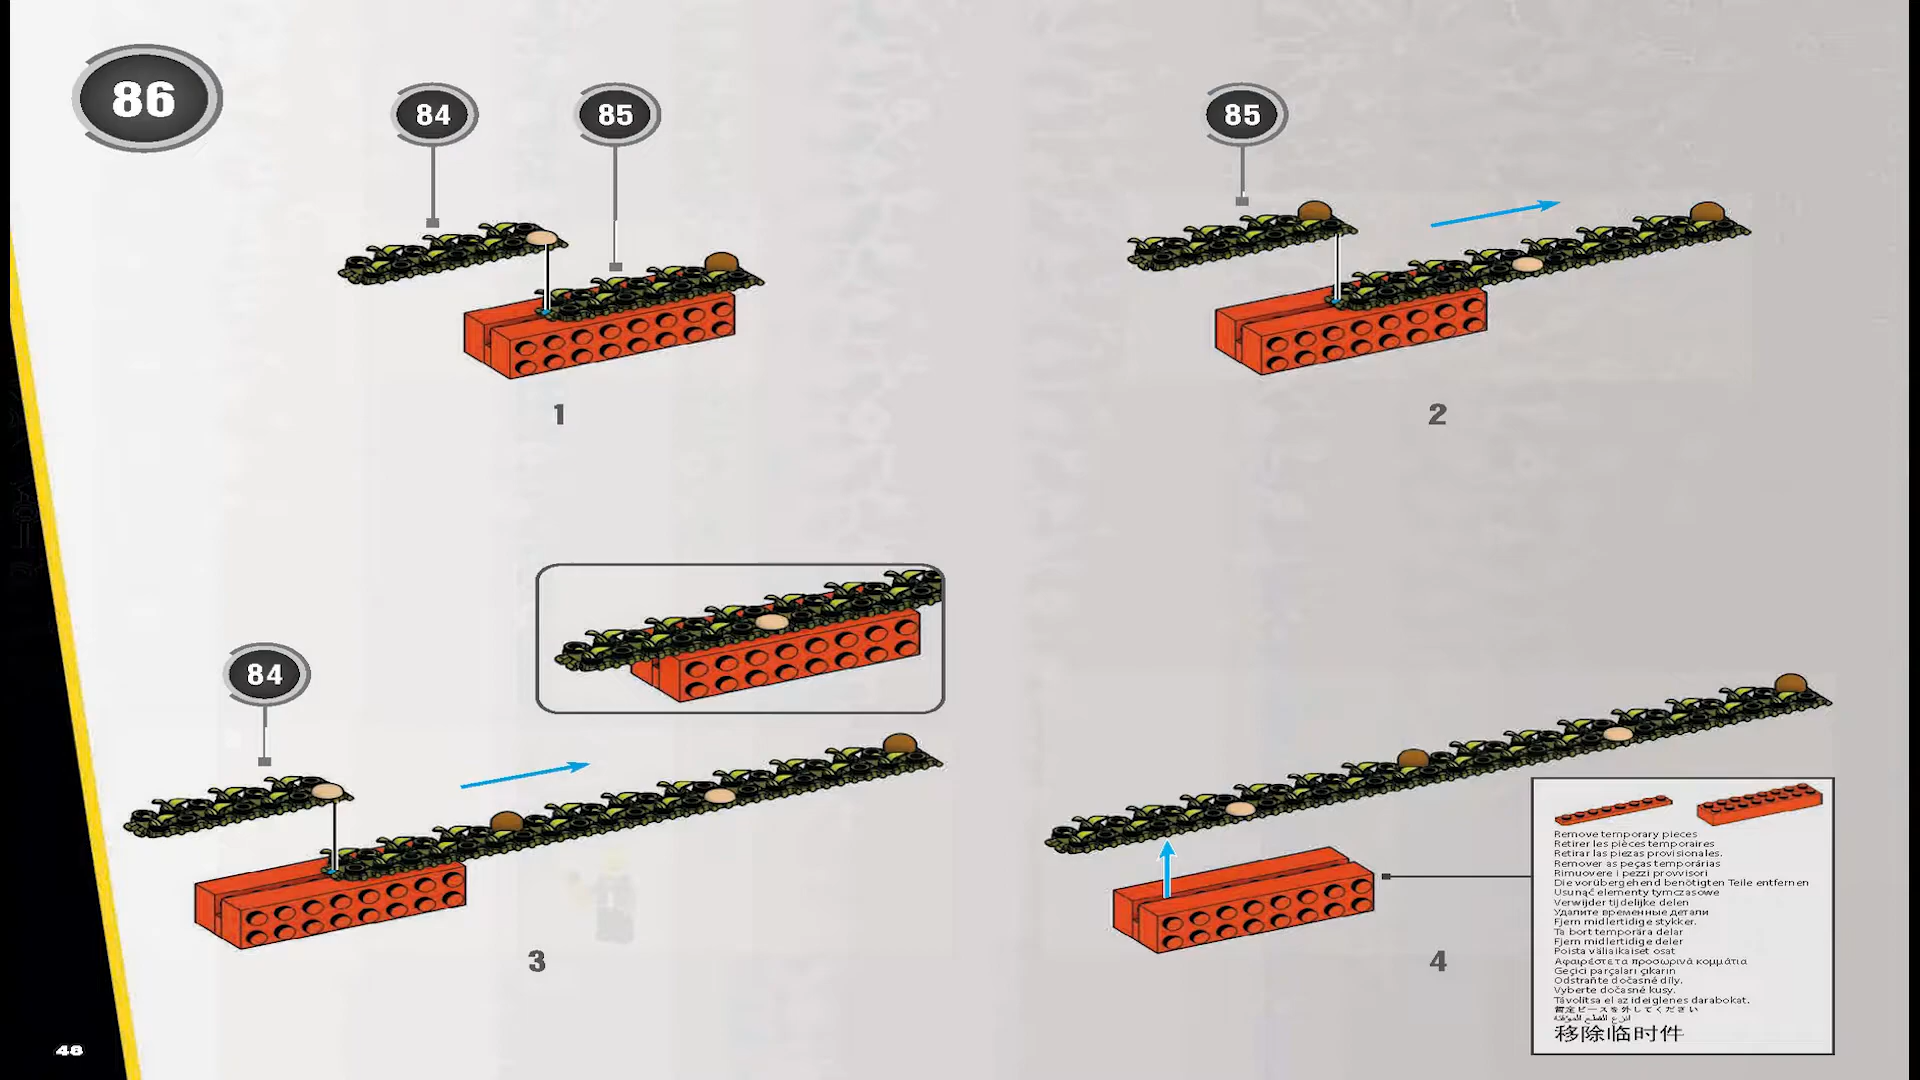 86
84
85
85
1
2
84
3
4
Remove temporary pieces
Retirer les pièces temporaires
Retirar las piezas provisionales.
Remover as peças temporárias
Rimuovere i pezzi provvisori
Die vorübergehend benötigten Teile entfernen
Usunąć elementy tymczasowe
Verwijder tijdelijke delen
Удалите временные детали
Fjern midlertidige stykker.
Ta bort temporära delar
Fjern midlertidige deler
Poista väliaikaiset osat
Αφαιρέστε τα προσωρινά κομμάτια
Geçici parçaları çıkarın
Odstraňte dočasné díly.
Vyberte dočasné kusy.
Távolítsa el az ideiglenes darabokat.
暫定ピースを外してください
انزع القطع المؤقتة
移除临时件
48